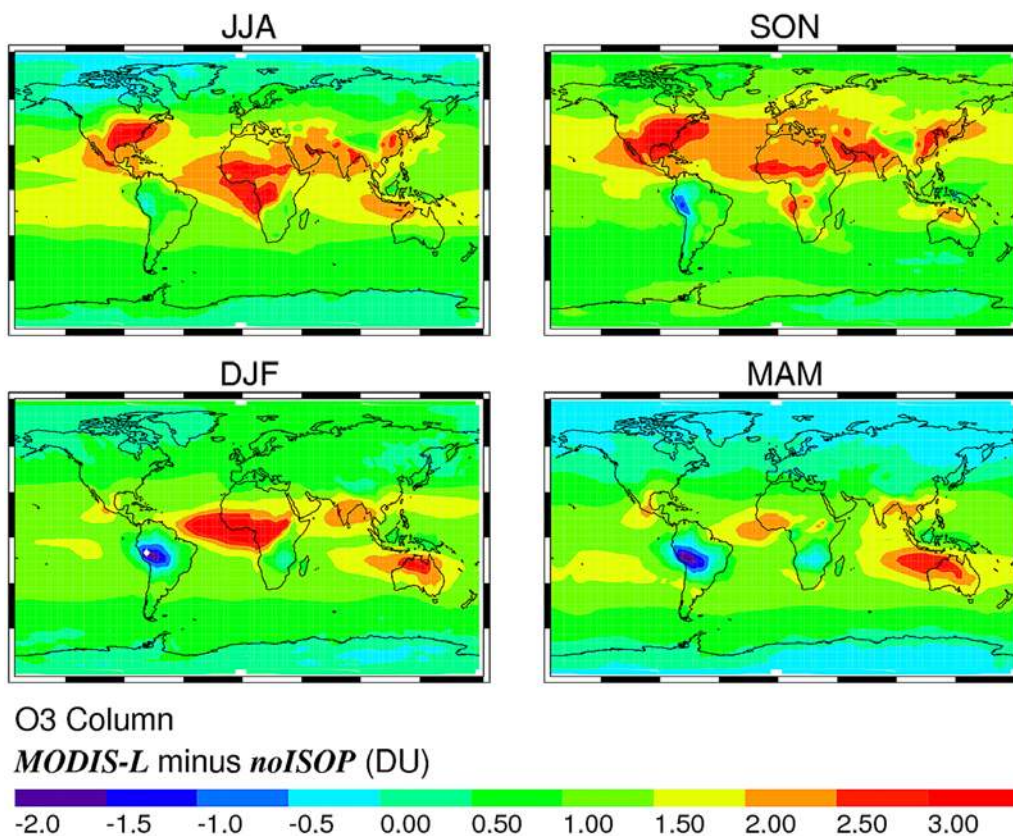 JJA
SON
DJF
MAM
O3 Column
MODIS-L minus noISOP (DU)
-2.0 -1.5 -1.0 -0.5 0.00 0.50 1.00 1.50 2.00 2.50 3.00